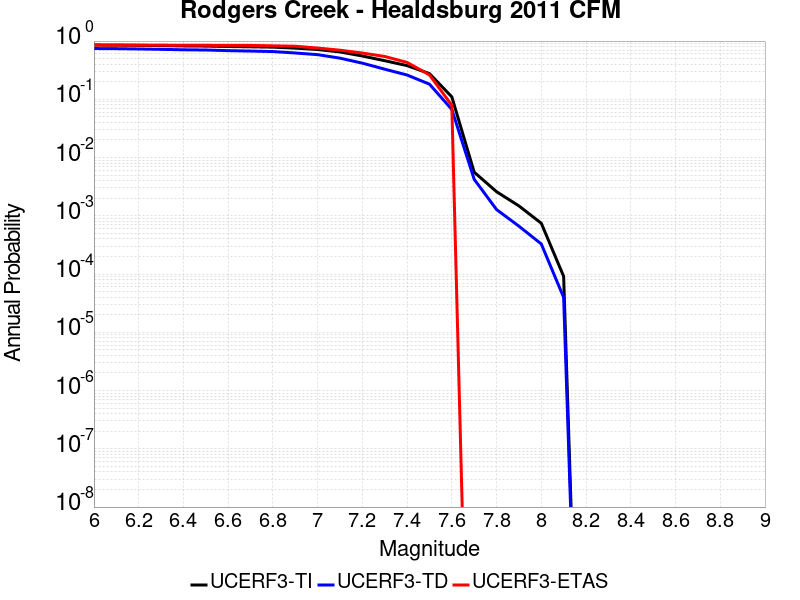 Rodgers Creek - Healdsburg 2011 CFM
Annual Probability
10^0
10^-1
10^-2
10^-3
10^-4
10^-5
10^-6
10^-7
10^-8
6 6.2 6.4 6.6 6.8 7 7.2 7.4 7.6 7.8 8 8.2 8.4 8.6 8.8 9
Magnitude
UCERF3-TI UCERF3-TD UCERF3-ETAS